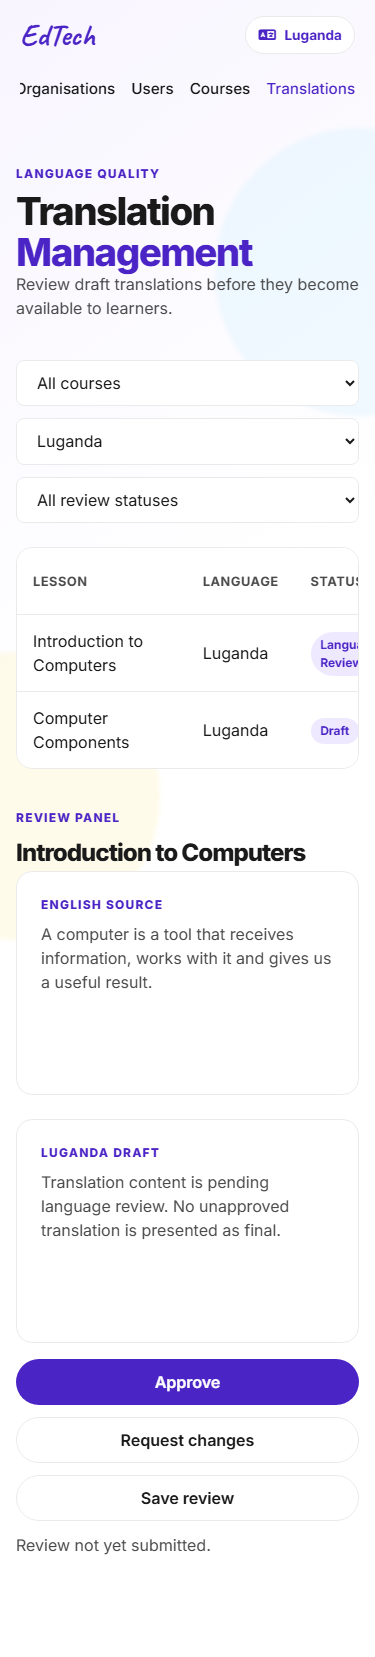 EdTech
Luganda
Organisations Users Courses Translations
LANGUAGE QUALITY
Translation
Management
Review draft translations before they become
available to learners.
All courses
Luganda
All review statuses
LESSON LANGUAGE STATUS
Introduction to
Computers
Luganda
Review
Computer
Components
Luganda
Draft
REVIEW PANEL
Introduction to Computers
ENGLISH SOURCE
A computer is a tool that receives
information, works with it and gives us
a useful result.
LUGANDA DRAFT
Translation content is pending
language review. No unapproved
translation is presented as final.
Approve
Request changes
Save review
Review not yet submitted.